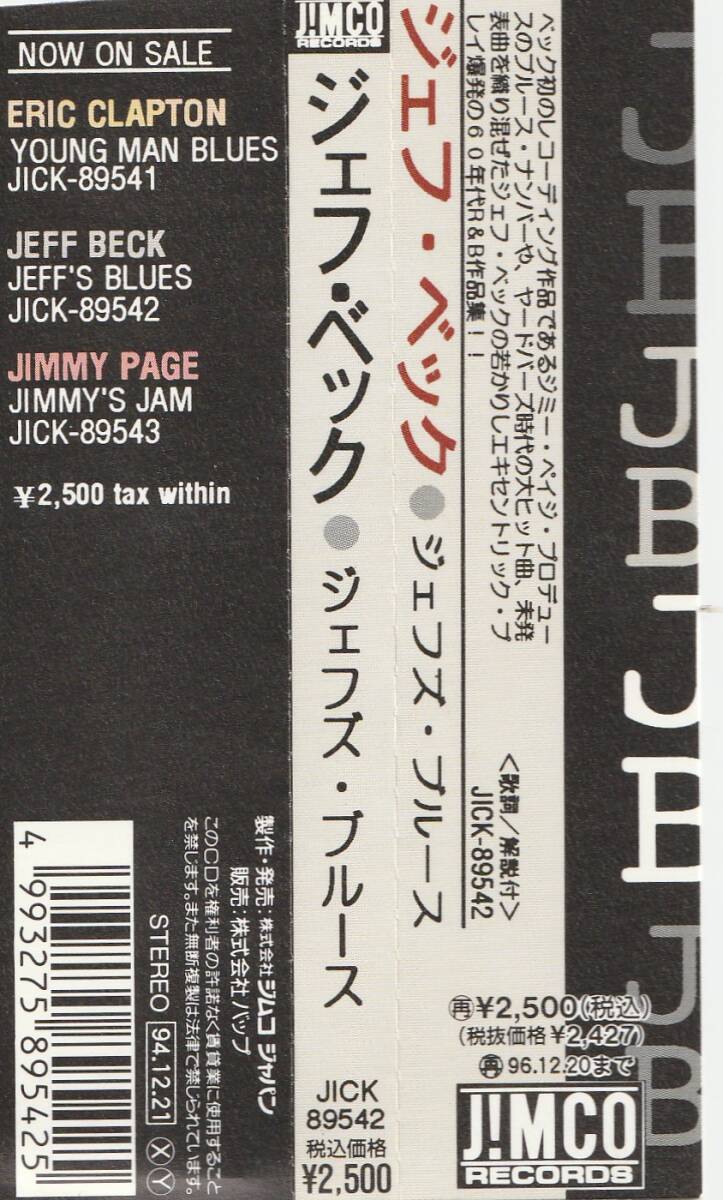 NOW ON SALE
ERIC CLAPTON
YOUNG MAN BLUES
JICK-89541
JEFF BECK
JEFF'S BLUES
JICK-89542
JIMMY PAGE
JIMMY'S JAM
JICK-89543
¥2,500 tax within
4 993275 895425
STEREO 94.12.21 X Y
製作・発売：株式会社 ジムコ ジャパン
販売：株式会社バップ
このCDを権利者の許諾なく賃貸業に使用すること
を禁じます。また無断複製は法律で禁じられています。
J!MCO
RECORDS
ジェフ・ベック●ジェフズ・ブルース
JICK
89542
税込価格
¥2,500
ジェフ・ベック●ジェフズ・ブルース
ベック初のレコーディング作品であるジミー・ペイジ・プロデュー
スのブルース・ナンバーや、ヤードバーズ時代の大ヒット曲、未発
表曲を織り混ぜたジェフ・ベックの若かりしエキセントリック・プ
レイ爆発の６０年代R&B作品集！！
<歌詞/解説付>
JICK-89542
再¥2,500(税込)
(税抜価格¥2,427)
再96.12.20まで
J!MCO
RECORDS
JB
JB
JB
JB